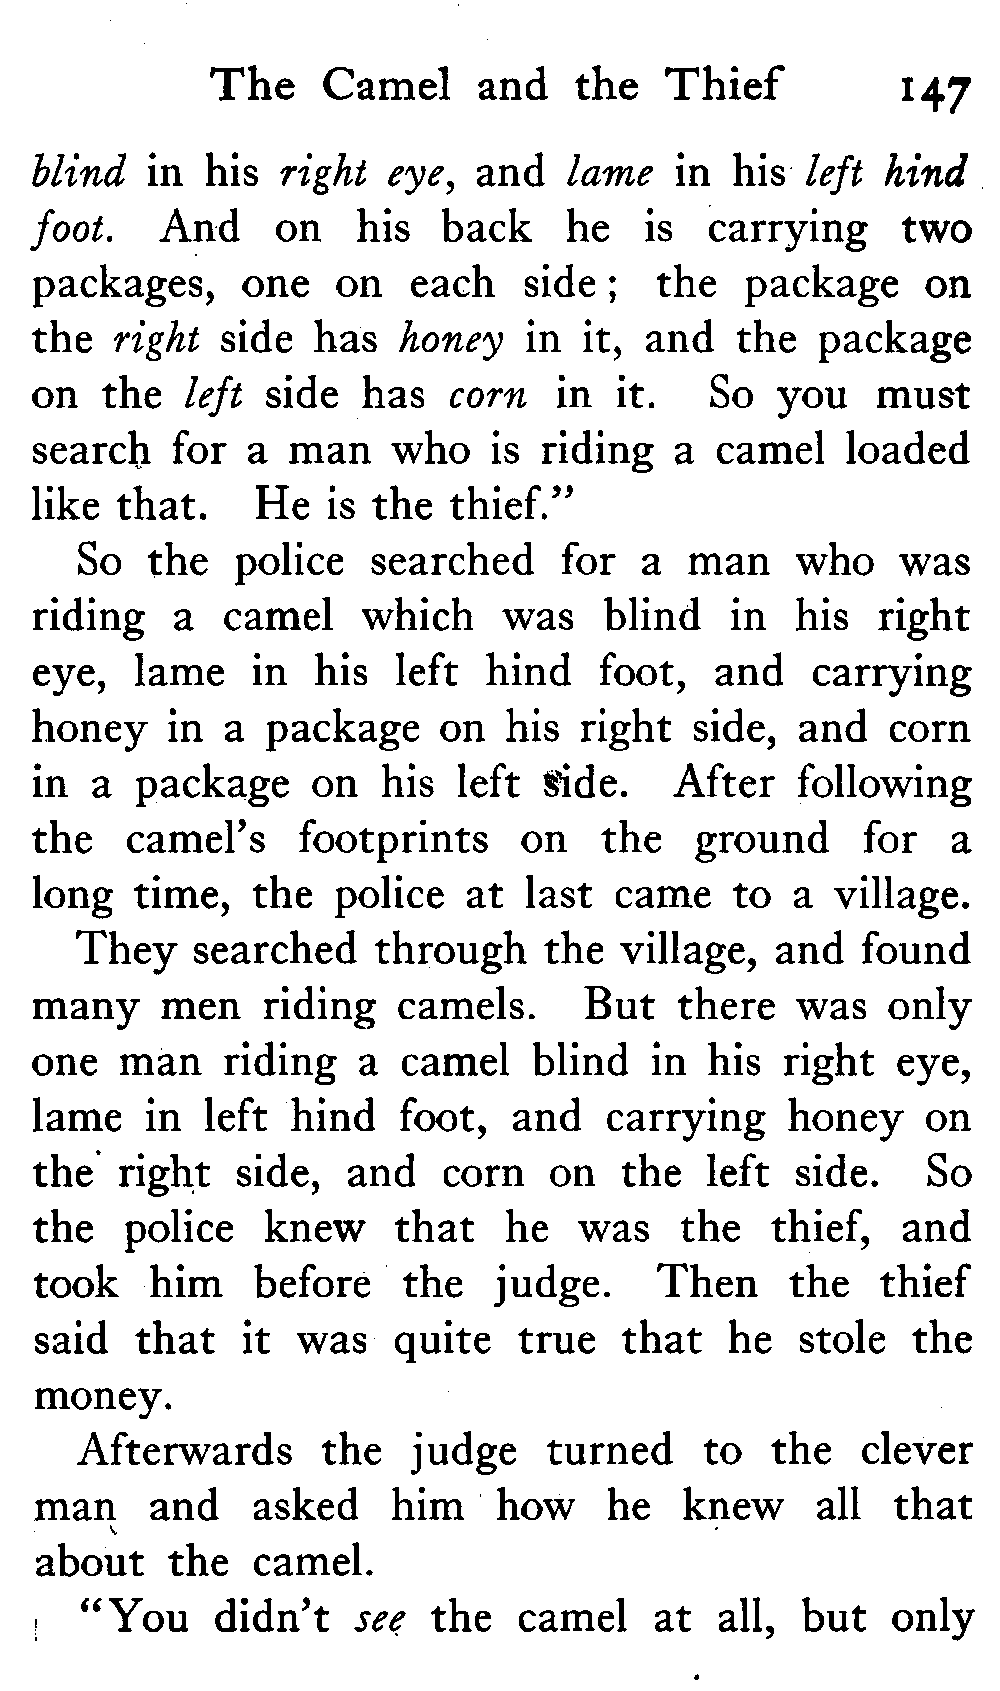 The Camel and the Thief 147
blind in his right eye, and lame in his left hind
foot. And on his back he is carrying two
packages, one on each side ; the package on
the right side has honey in it, and the package
on the left side has corn in it. So you must
search for a man who is riding a camel loaded
like that. He is the thief.”
So the police searched for a man who was
riding a camel which was blind in his right
eye, lame in his left hind foot, and carrying
honey in a package on his right side, and corn
in a package on his left side. After following
the camel’s footprints on the ground for a
long time, the police at last came to a village.
They searched through the village, and found
many men riding camels. But there was only
one man riding a camel blind in his right eye,
lame in left hind foot, and carrying honey on
the right side, and corn on the left side. So
the police knew that he was the thief, and
took him before the judge. Then the thief
said that it was quite true that he stole the
money.
Afterwards the judge turned to the clever
man and asked him how he knew all that
about the camel.
“You didn’t see the camel at all, but only